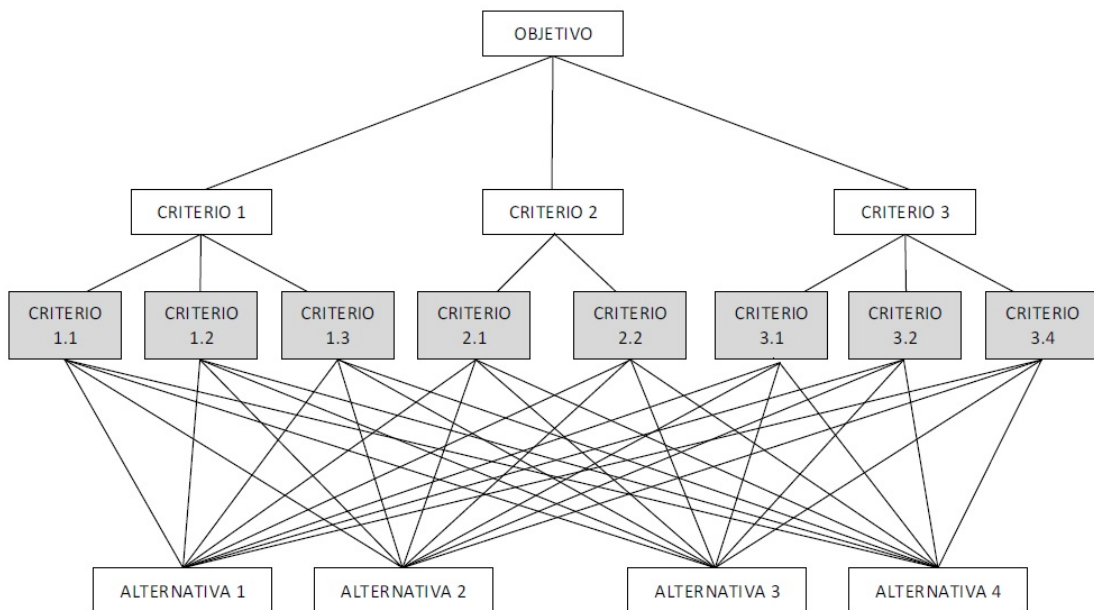 OBJETIVO
CRITERIO 1
CRITERIO 2
CRITERIO 3
CRITERIO
1.1
CRITERIO
1.2
CRITERIO
1.3
CRITERIO
2.1
CRITERIO
2.2
CRITERIO
3.1
CRITERIO
3.2
CRITERIO
3.4
ALTERNATIVA 1
ALTERNATIVA 2
ALTERNATIVA 3
ALTERNATIVA 4